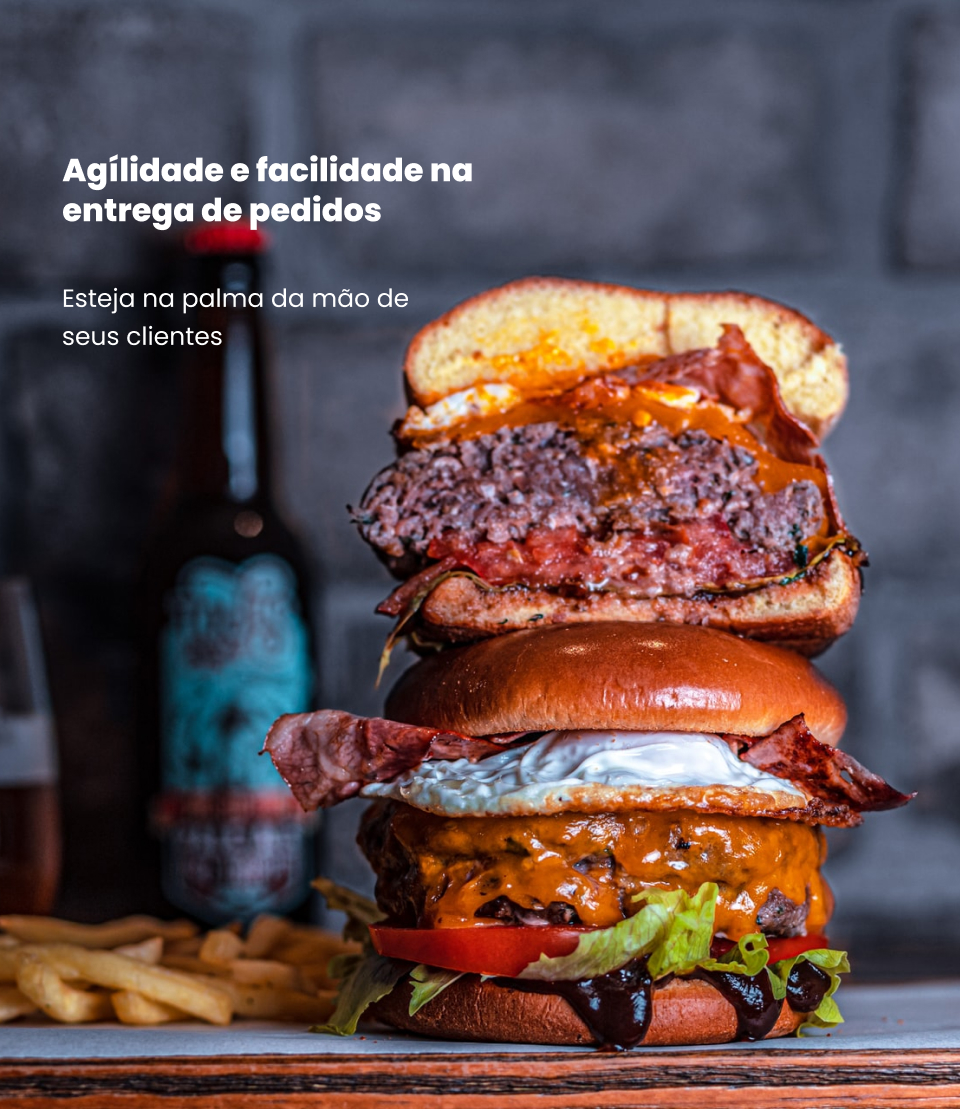 Agílidade e facilidade na
entrega de pedidos
Esteja na palma da mão de
seus clientes